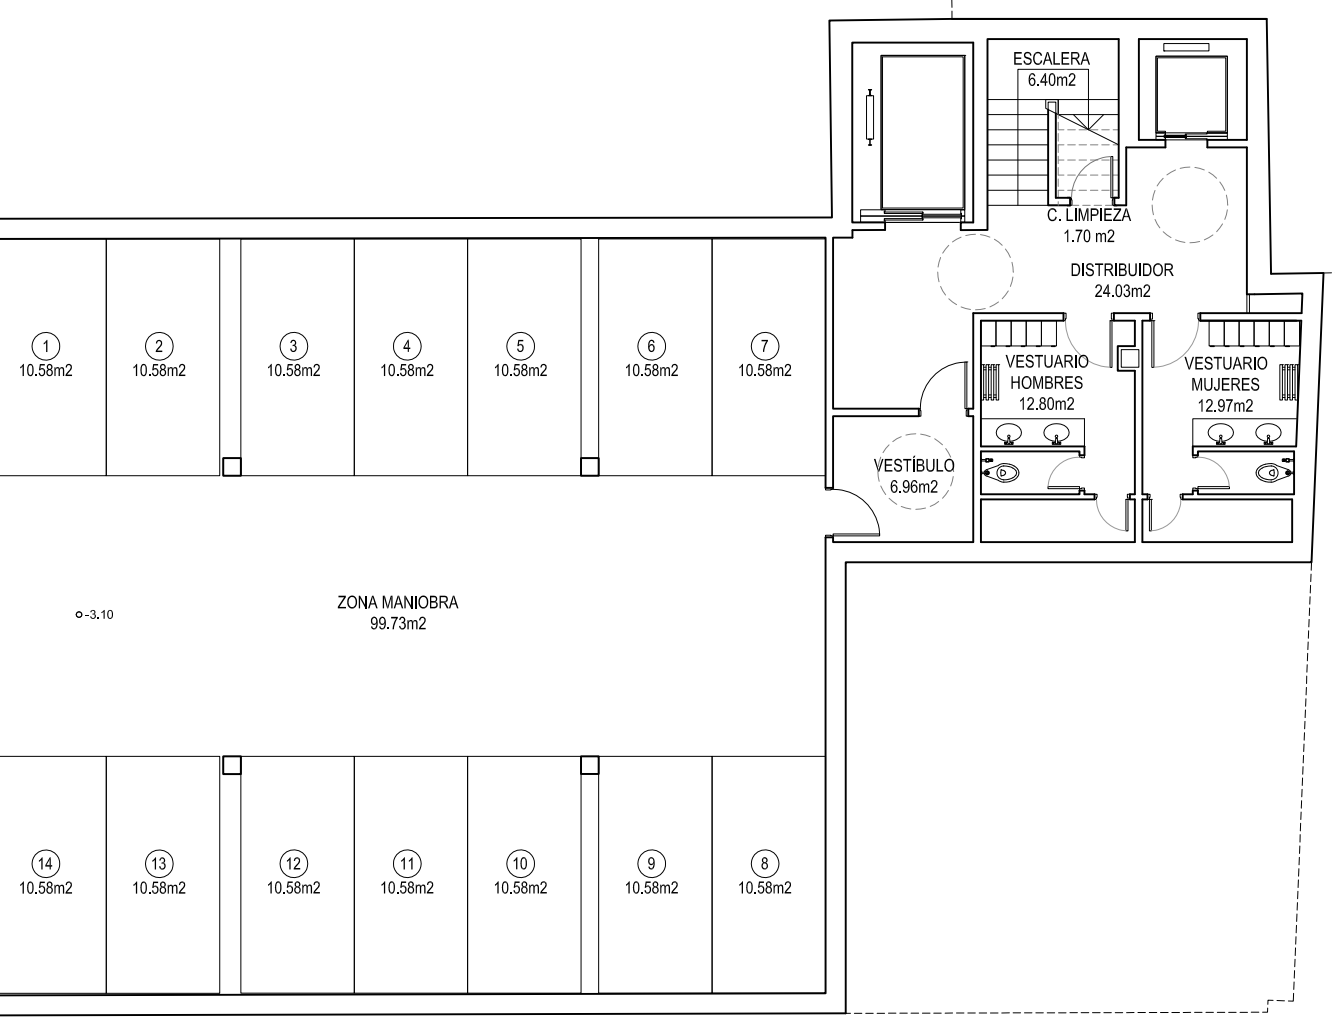 ESCALERA
6.40m2
C. LIMPIEZA
1.70 m2
DISTRIBUIDOR
24.03m2
1
10.58m2
2
10.58m2
3
10.58m2
4
10.58m2
5
10.58m2
6
10.58m2
7
10.58m2
VESTUARIO
HOMBRES
12.80m2
VESTUARIO
MUJERES
12.97m2
VESTÍBULO
6.96m2
ZONA MANIOBRA
99.73m2
-3.10
14
10.58m2
13
10.58m2
12
10.58m2
11
10.58m2
10
10.58m2
9
10.58m2
8
10.58m2